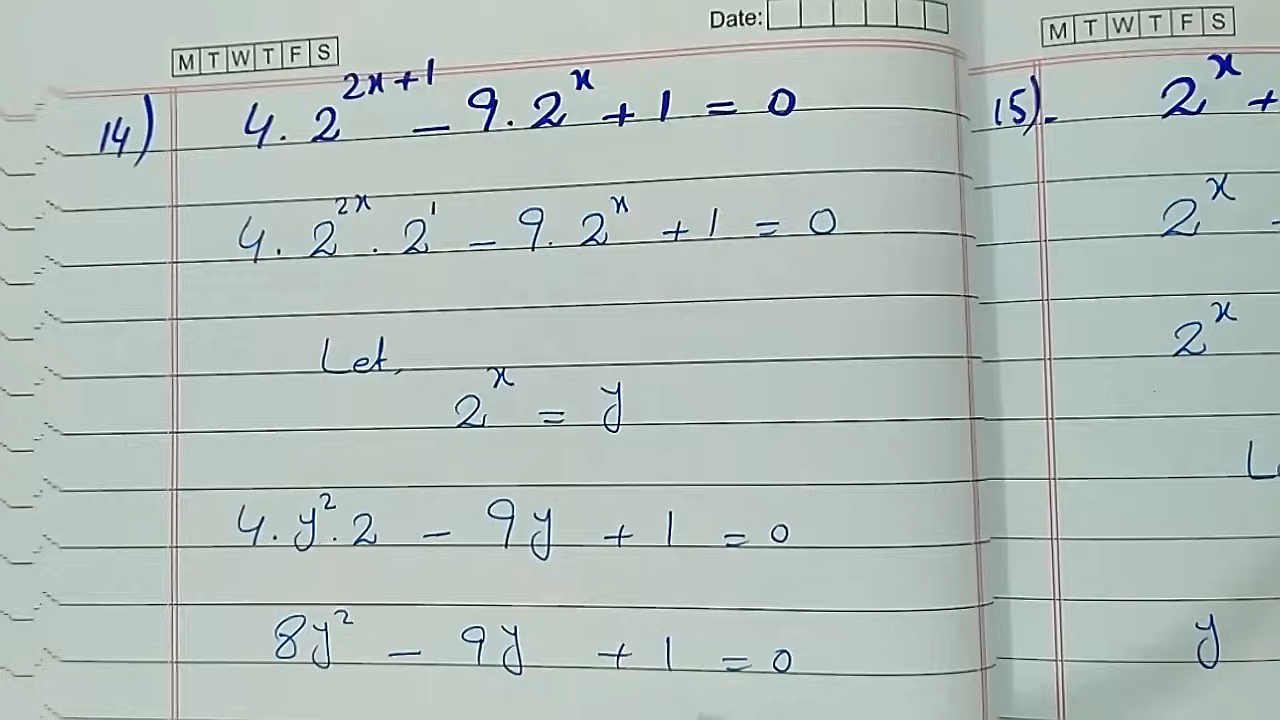 Date:
M T W T F S
14) 4. 2^{2x+1} - 9. 2^x + 1 = 0
4. 2^{2x} . 2^1 - 9. 2^x + 1 = 0
Let,
2^x = y
4. y^2. 2 - 9y + 1 = 0
8y^2 - 9y + 1 = 0
M T W T F S
15). 2^x +
2^x -
2^x
L
y